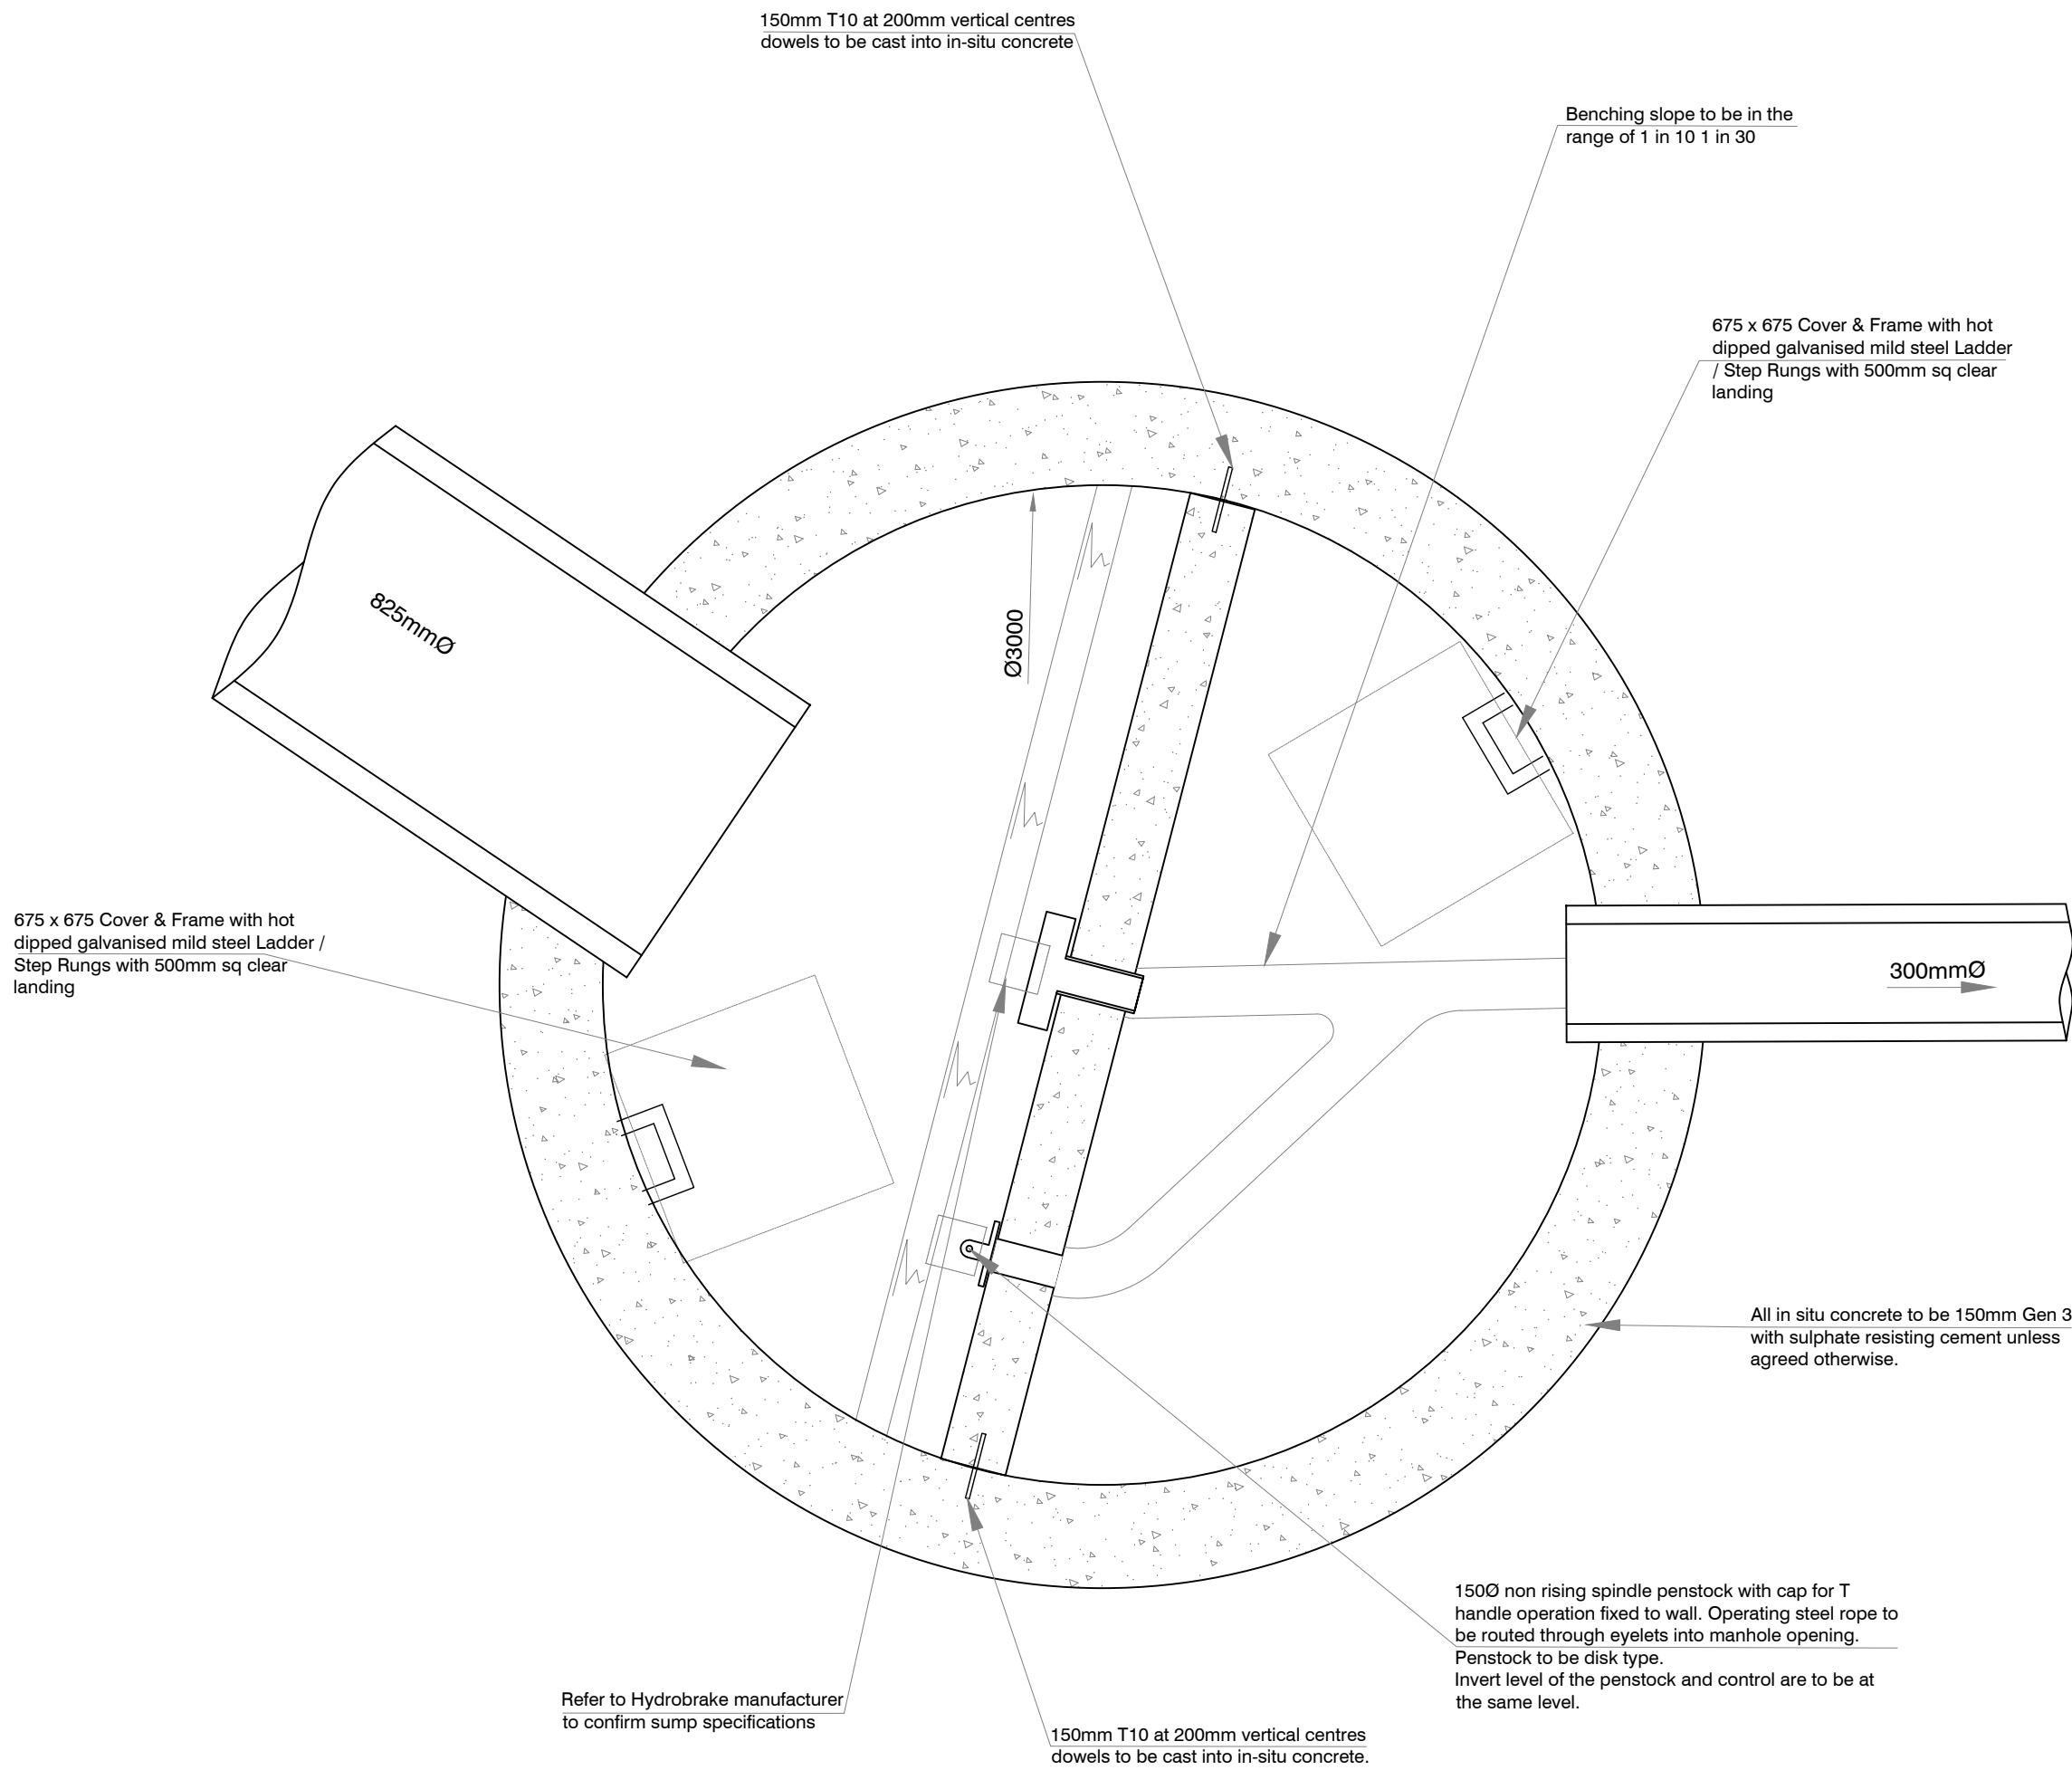 150mm T10 at 200mm vertical centres
dowels to be cast into in-situ concrete
Benching slope to be in the
range of 1 in 10 1 in 30
675 x 675 Cover & Frame with hot
dipped galvanised mild steel Ladder
/ Step Rungs with 500mm sq clear
landing
825mmØ
Ø3000
675 x 675 Cover & Frame with hot
dipped galvanised mild steel Ladder /
Step Rungs with 500mm sq clear
landing
300mmØ
All in situ concrete to be 150mm Gen 3
with sulphate resisting cement unless
agreed otherwise.
150Ø non rising spindle penstock with cap for T
handle operation fixed to wall. Operating steel rope to
be routed through eyelets into manhole opening.
Penstock to be disk type.
Invert level of the penstock and control are to be at
the same level.
Refer to Hydrobrake manufacturer
to confirm sump specifications
150mm T10 at 200mm vertical centres
dowels to be cast into in-situ concrete.